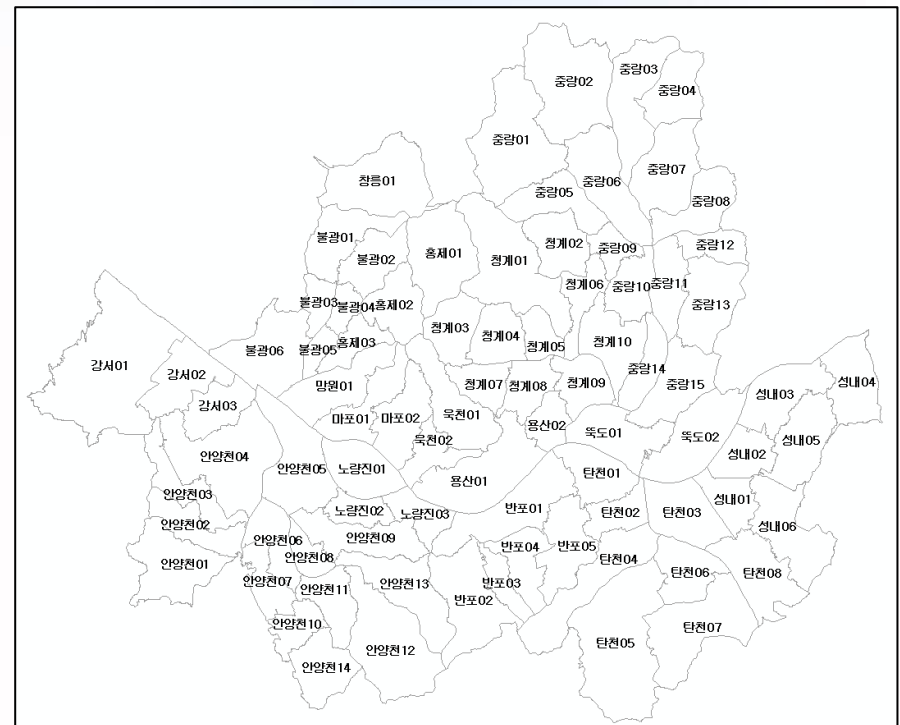 중랑02
중랑03
중랑04
중랑01
중랑07
창릉01
중랑05
중랑06
중랑08
불광01
불광02
홍제01
청계01
청계02
중랑09
중랑12
청계06
중랑10
중랑11
중랑13
불광03
불광04
홍제02
청계03
청계04
청계05
청계10
불광06
불광05
홍제03
강서01
강서02
강서03
망원01
청계07
청계08
청계09
중랑14
중랑15
성내03
성내04
마포01
마포02
욱천01
욱천02
용산02
뚝도01
뚝도02
성내02
성내05
안양천04
안양천05
노량진01
용산01
탄천01
안양천03
안양천02
노량진02
노량진03
반포01
탄천02
탄천03
성내01
성내06
안양천01
안양천06
안양천08
안양천09
반포04
반포05
탄천04
안양천07
안양천11
안양천13
반포03
반포02
탄천06
탄천08
안양천10
안양천12
안양천14
탄천05
탄천07